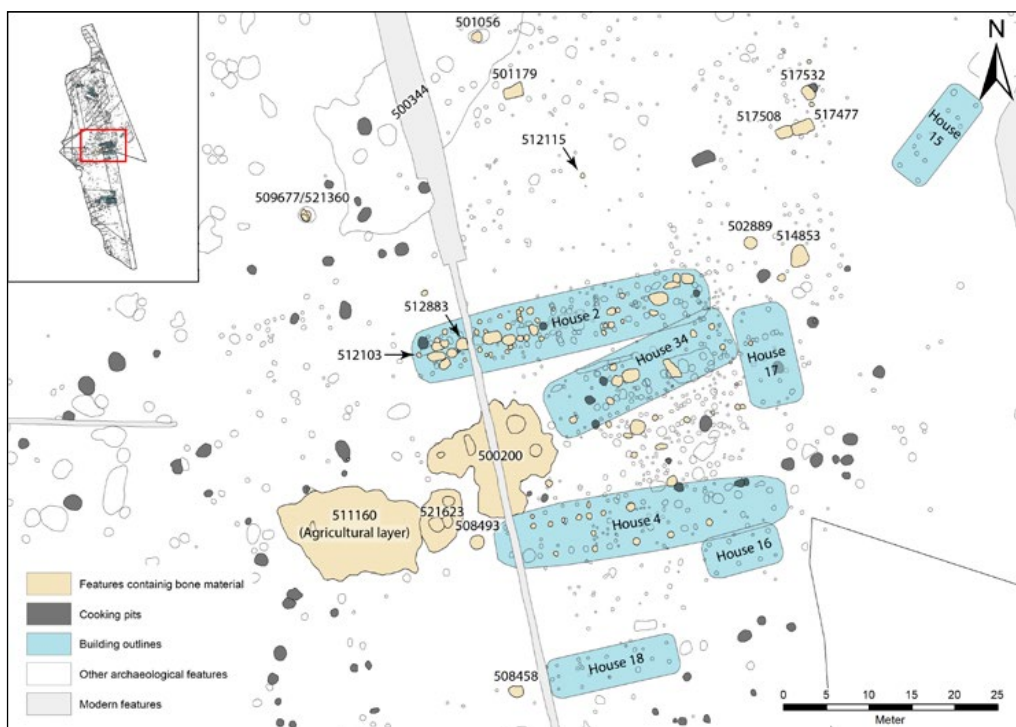 501056
N
501179
517532
500344
517508
517477
House
15
512115
509677/521360
502889
514853
512883
House 2
512103
House 34
House
17
500200
511160
(Agricultural layer)
521623
508493
House 4
House 16
Features containig bone material
Cooking pits
Building outlines
Other archaeological features
Modern features
House 18
508458
0 5 10 15 20 25
Meter